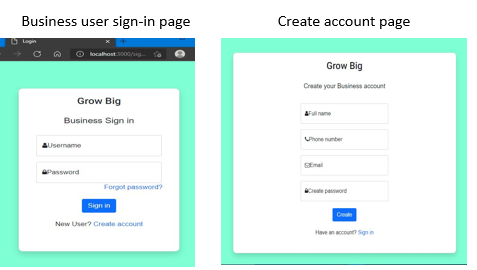 Business user sign-in page
Create account page
Login
localhost:3000/sig...
Grow Big
Business Sign in
Username
Password
Forgot password?
Sign in
New User? Create account
Grow Big
Create your Business account
Full name
Phone number
Email
Create password
Create
Have an account? Sign in